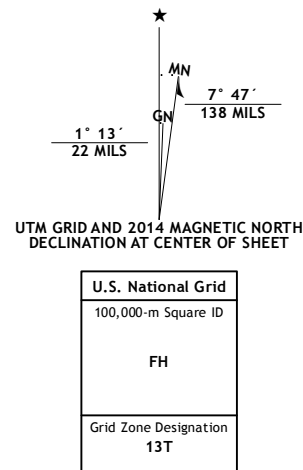 ★
MN
GN
7° 47´
138 MILS
1° 13´
22 MILS
UTM GRID AND 2014 MAGNETIC NORTH
DECLINATION AT CENTER OF SHEET
U.S. National Grid
100,000-m Square ID
FH
Grid Zone Designation
13T